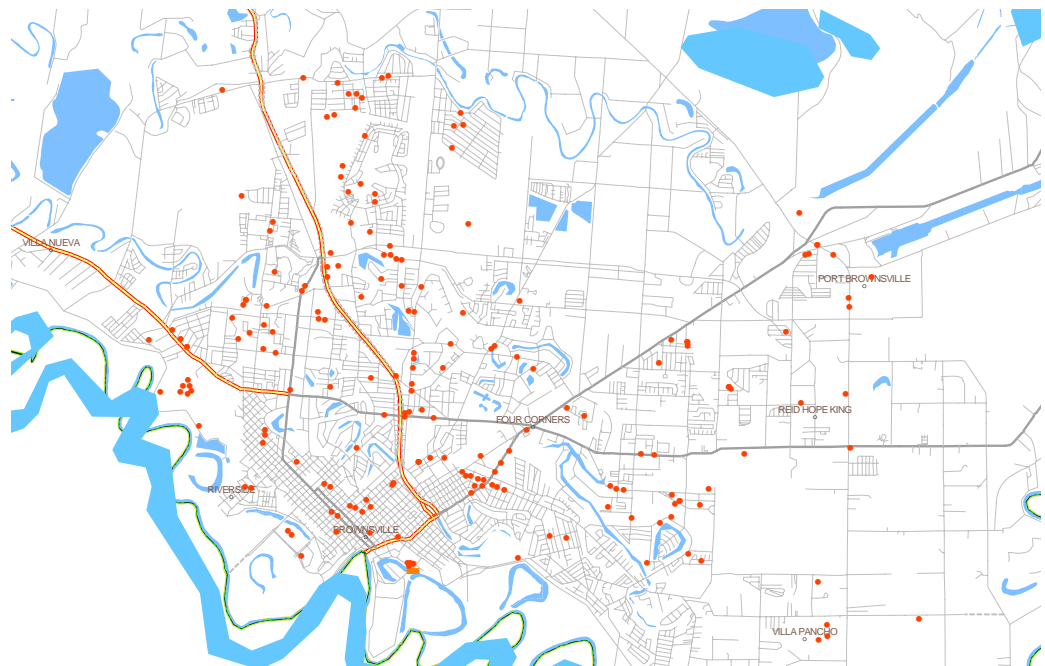 VILLA NUEVA
PORT BROWNSVILLE
REID HOPE KING
FOUR CORNERS
RIVERSIDE
BROWNSVILLE
VILLA PANCHO